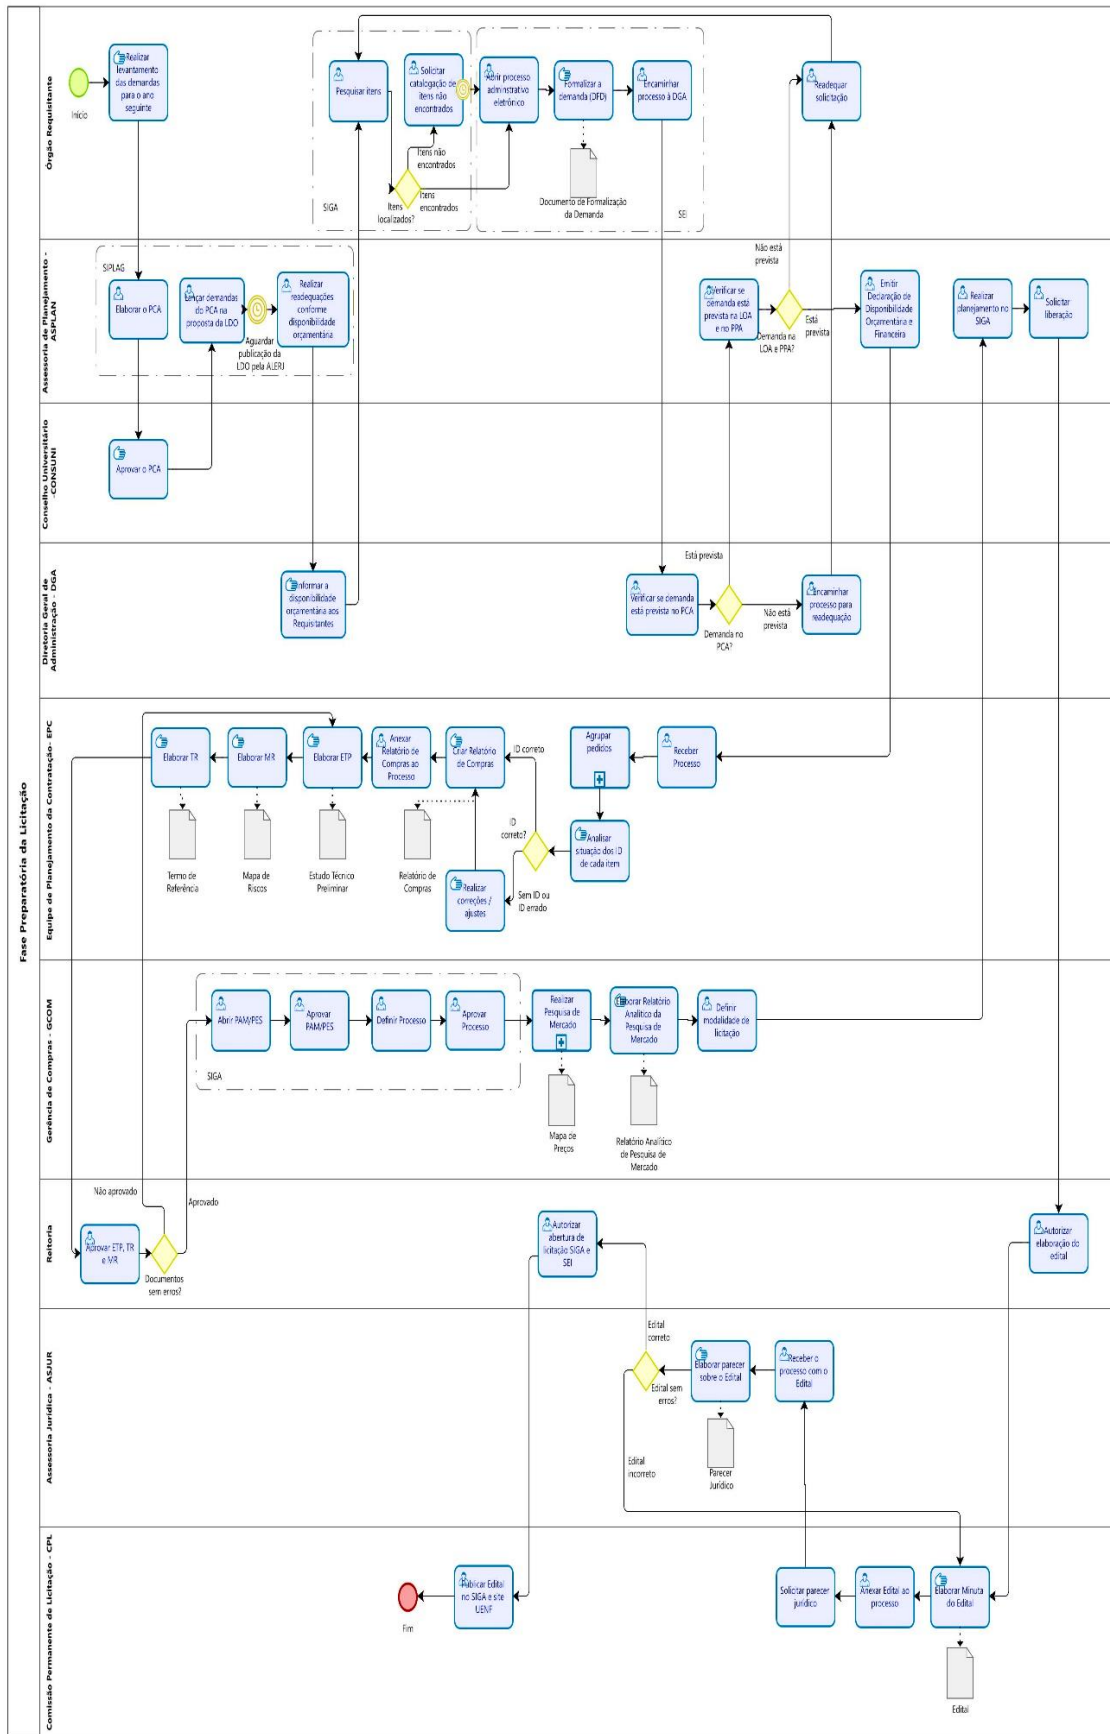 Fase Preparatória da Licitação
Órgão Requisitante
Início
Realizar
levantamento
das demandas
para o ano
seguinte
Pesquisar itens
Solicitar
catalogação de
itens não
encontrados
Itens não
encontrados
Itens
encontrados
Itens
localizados?
SIGA
Abrir processo
adminstrativo
eletrônico
Formalizar a
demanda (DFD)
Encaminhar
processo à DGA
Documento de Formalização
da Demanda
SEI
Readequar
solicitação
Assessoria de Planejamento -
ASPLAN
SIPLAG
Elaborar o PCA
Lançar demandas
do PCA na
proposta da LDO
Aguardar
publicação da
LDO pela ALERJ
Realizar
readequações
conforme
disponibilidade
orçamentária
Verificar se
demanda está
prevista na LOA
e no PPA
Não está
prevista
Demanda na
LOA e PPA?
Está
prevista
Emitir
Declaração de
Disponibilidade
Orçamentária e
Financeira
Realizar
planejamento no
SIGA
Solicitar
liberação
Conselho Universitário
-CONSUNI
Aprovar o PCA
Diretoria Geral de
Administração - DGA
Informar a
disponibilidade
orçamentária aos
Requisitantes
Está prevista
Verificar se demanda
está prevista no PCA
Demanda no
PCA?
Não está
prevista
Encaminhar
processo para
readequação
Equipe de Planejamento da Contratação- EPC
Elaborar TR
Elaborar MR
Elaborar ETP
Anexar
Relatório de
Compras ao
Processo
Criar Relatório
de Compras
ID correto
Agrupar
pedidos
Receber
Processo
Termo de
Referência
Mapa de
Riscos
Estudo Técnico
Preliminar
Relatório de
Compras
ID
correto?
Analisar
situação dos ID
de cada item
Realizar
correções /
ajustes
Sem ID ou
ID errado
Gerência de Compras - GCOM
Abrir PAM/PES
Aprovar
PAM/PES
Definir Processo
Aprovar
Processo
SIGA
Realizar
Pesquisa de
Mercado
Elaborar Relatório
Analítico da
Pesquisa de
Mercado
Definir
modalidade de
licitação
Mapa de
Preços
Relatório Analítico
de Pesquisa de
Mercado
Reitoria
Não aprovado
Aprovado
Aprovar ETP, TR
e MR
Documentos
sem erros?
Autorizar
abertura de
licitação SIGA e
SEI
Autorizar
elaboração do
edital
Assessoria Jurídica - ASJUR
Edital
correto
Edital sem
erros?
Edital
incorreto
Elaborar parecer
sobre o Edital
Receber o
processo com o
Edital
Parecer
Jurídico
Comissão Permanente de Licitação - CPL
Fim
Publicar Edital
no SIGA e site
UENF
Solicitar parecer
jurídico
Anexar Edital ao
processo
Elaborar Minuta
do Edital
Edital